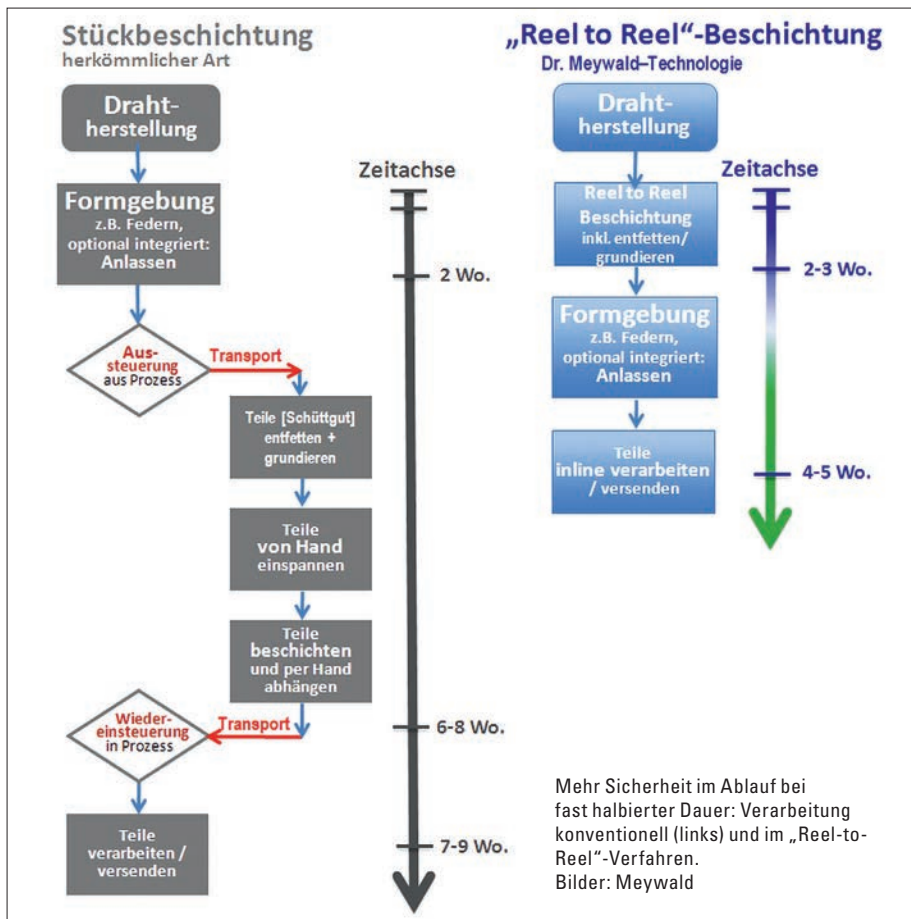 Stückbeschichtung
herkömmlicher Art
Draht-
herstellung
Formgebung
z.B. Federn,
optional integriert:
Anlassen
Aus-
steuerung
aus Prozess
Transport
Teile [Schüttgut]
entfetten +
grundieren
Teile
von Hand
einspannen
Teile
beschichten
und per Hand
abhängen
Transport
Wieder-
einsteuerung
in Prozess
Teile
verarbeiten /
versenden
Zeitachse
2 Wo.
6-8 Wo.
7-9 Wo.
„Reel to Reel“-Beschichtung
Dr. Meywald–Technologie
Draht-
herstellung
Reel to Reel
Beschichtung
inkl. entfetten/
grundieren
Formgebung
z.B. Federn,
optional integriert:
Anlassen
Teile
inline verarbeiten
/ versenden
Zeitachse
2-3 Wo.
4-5 Wo.
Mehr Sicherheit im Ablauf bei
fast halbierter Dauer: Verarbeitung
konventionell (links) und im „Reel-to-
Reel“-Verfahren.
Bilder: Meywald